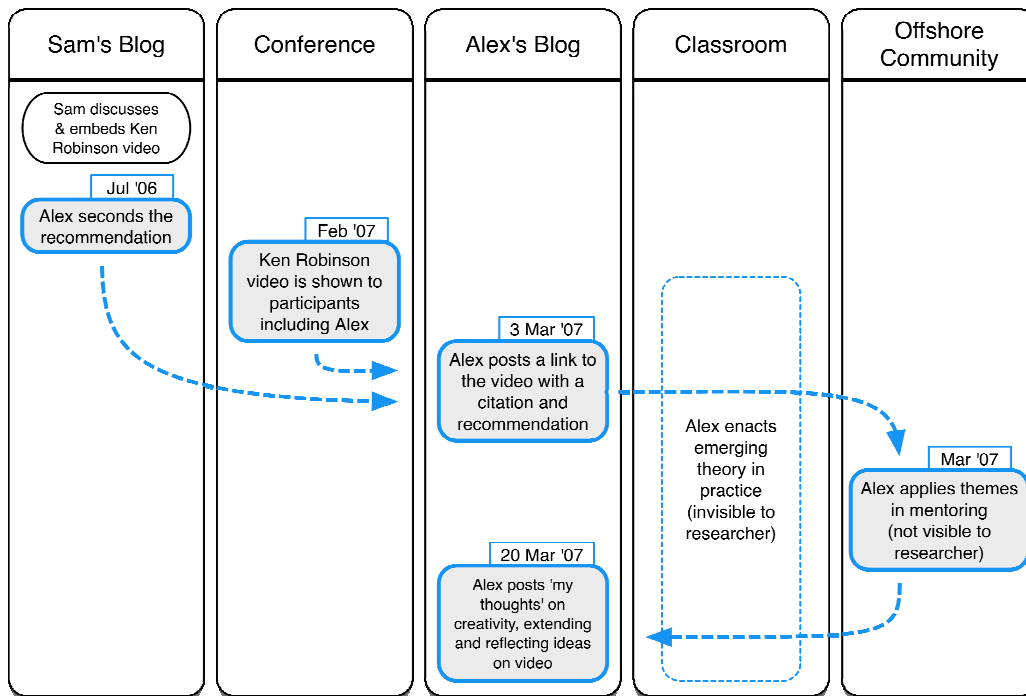 Sam's Blog
Conference
Alex's Blog
Classroom
Offshore
Community
Sam discusses
& embeds Ken
Robinson video
Jul '06
Alex seconds the
recommendation
Feb '07
Ken Robinson
video is shown to
participants
including Alex
3 Mar '07
Alex posts a link to
the video with a
citation and
recommendation
20 Mar '07
Alex posts 'my
thoughts' on
creativity, extending
and reflecting ideas
on video
Alex enacts
emerging
theory in
practice
(invisible to
researcher)
Mar '07
Alex applies themes
in mentoring
(not visible to
researcher)